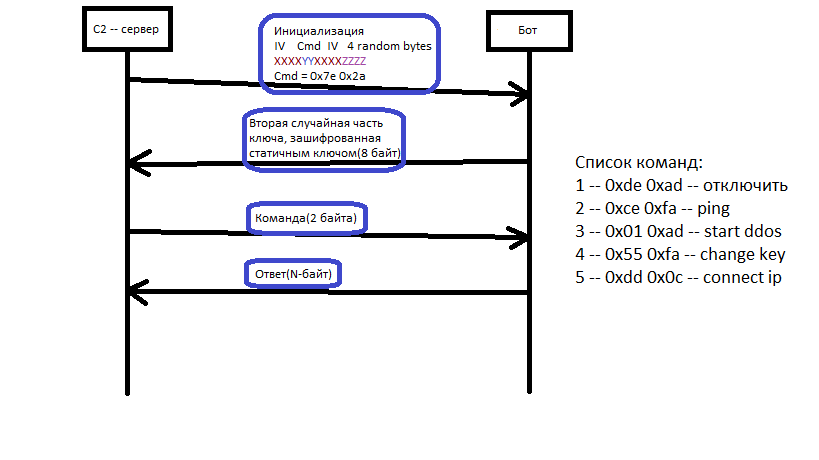 C2 -- сервер
Бот
Инициализация
IV Cmd IV 4 random bytes
XXXXYYXXXXZZZZ
Cmd = 0x7e 0x2a
Вторая случайная часть
ключа, зашифрованная
статичным ключом(8 байт)
Команда(2 байта)
Ответ(N-байт)
Список команд:
1 -- 0xde 0xad -- отключить
2 -- 0xce 0xfa -- ping
3 -- 0x01 0xad -- start ddos
4 -- 0x55 0xfa -- change key
5 -- 0xdd 0x0c -- connect ip